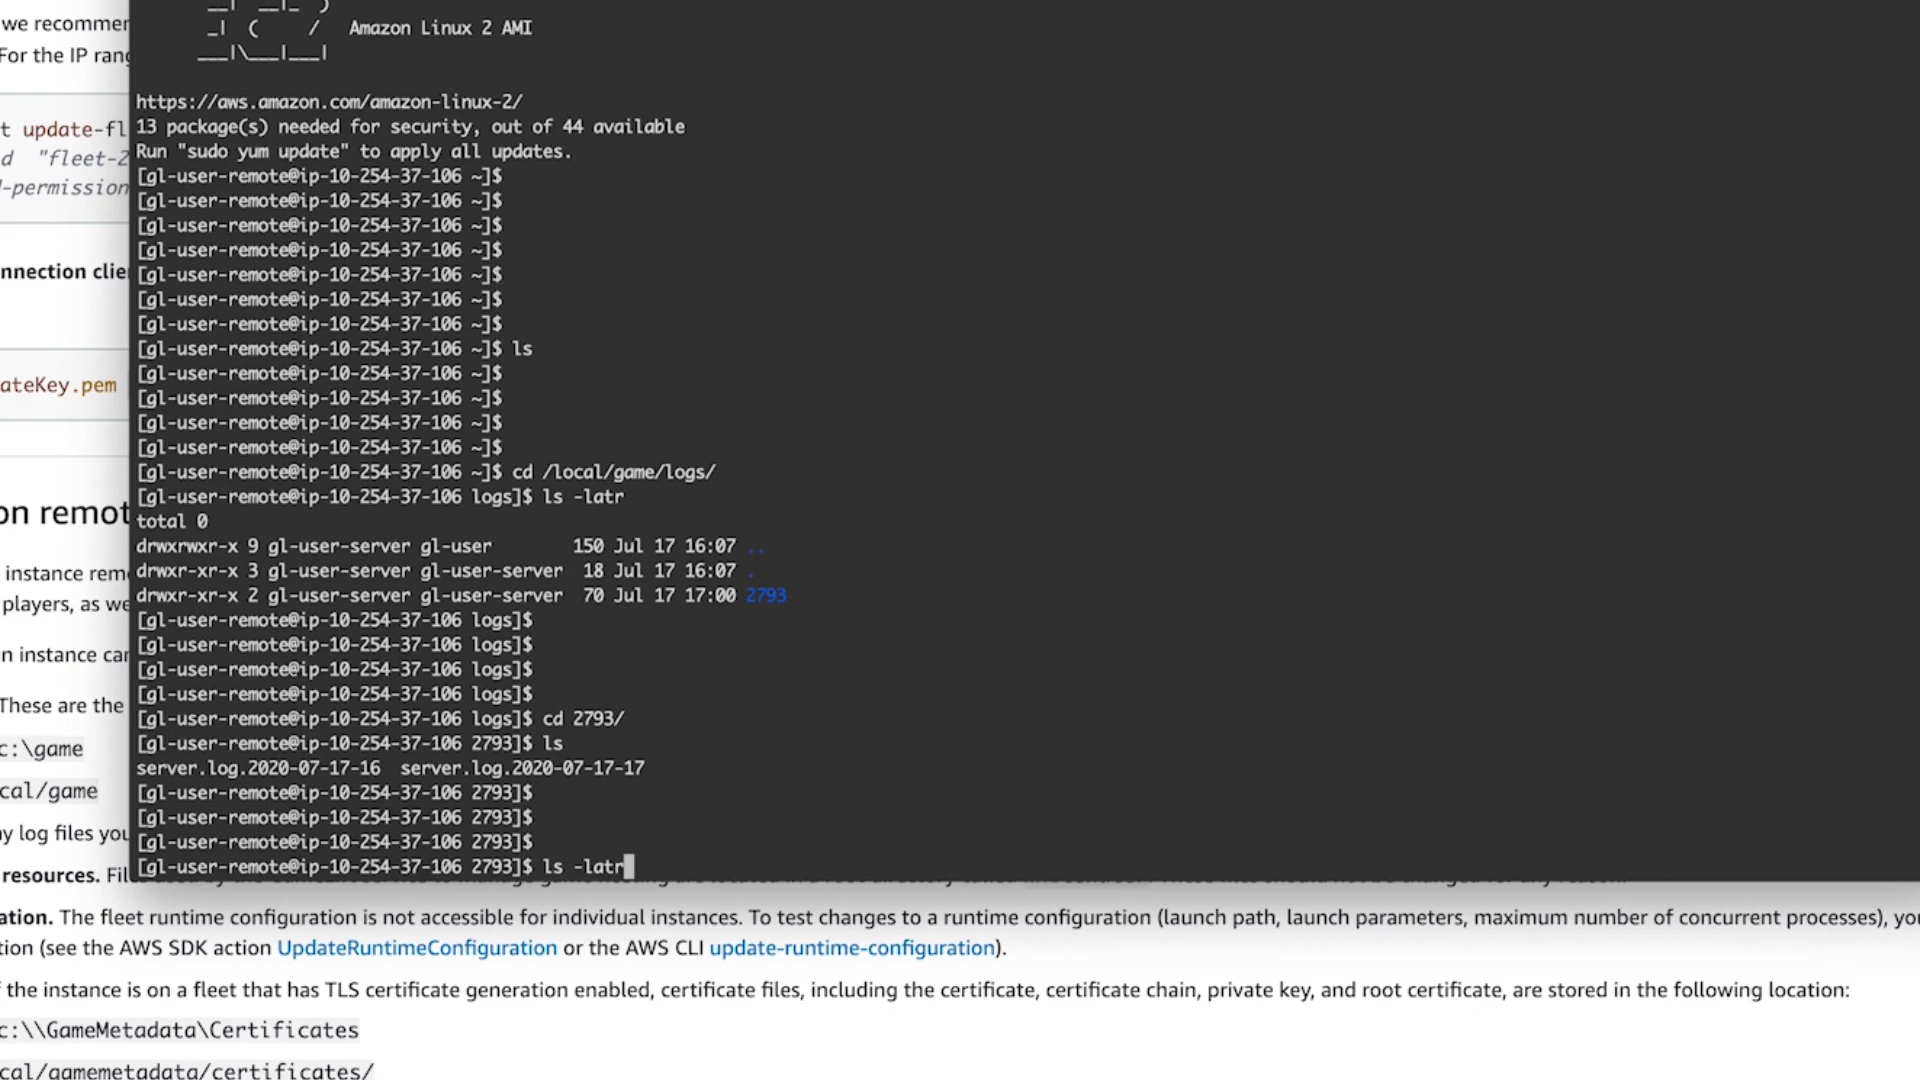 we recommen
For the IP rang
t update-fl
d "fleet-2
-permission
nnection clie
ateKey.pem
on remot
instance rem
players, as we
n instance can
These are the
c:\game
cal/game
y log files you
resources. Fil
__| __|_ )
_| ( / Amazon Linux 2 AMI
___|\___|___|
https://aws.amazon.com/amazon-linux-2/
13 package(s) needed for security, out of 44 available
Run "sudo yum update" to apply all updates.
[gl-user-remote@ip-10-254-37-106 ~]$
[gl-user-remote@ip-10-254-37-106 ~]$
[gl-user-remote@ip-10-254-37-106 ~]$
[gl-user-remote@ip-10-254-37-106 ~]$
[gl-user-remote@ip-10-254-37-106 ~]$
[gl-user-remote@ip-10-254-37-106 ~]$
[gl-user-remote@ip-10-254-37-106 ~]$
[gl-user-remote@ip-10-254-37-106 ~]$ ls
[gl-user-remote@ip-10-254-37-106 ~]$
[gl-user-remote@ip-10-254-37-106 ~]$
[gl-user-remote@ip-10-254-37-106 ~]$
[gl-user-remote@ip-10-254-37-106 ~]$
[gl-user-remote@ip-10-254-37-106 ~]$ cd /local/game/logs/
[gl-user-remote@ip-10-254-37-106 logs]$ ls -latr
total 0
drwxrwxr-x 9 gl-user-server gl-user 150 Jul 17 16:07 ..
drwxr-xr-x 3 gl-user-server gl-user-server 18 Jul 17 16:07 .
drwxr-xr-x 2 gl-user-server gl-user-server 70 Jul 17 17:00 2793
[gl-user-remote@ip-10-254-37-106 logs]$
[gl-user-remote@ip-10-254-37-106 logs]$
[gl-user-remote@ip-10-254-37-106 logs]$
[gl-user-remote@ip-10-254-37-106 logs]$
[gl-user-remote@ip-10-254-37-106 logs]$ cd 2793/
[gl-user-remote@ip-10-254-37-106 2793]$ ls
server.log.2020-07-17-16 server.log.2020-07-17-17
[gl-user-remote@ip-10-254-37-106 2793]$
[gl-user-remote@ip-10-254-37-106 2793]$
[gl-user-remote@ip-10-254-37-106 2793]$
[gl-user-remote@ip-10-254-37-106 2793]$ ls -latr
ation. The fleet runtime configuration is not accessible for individual instances. To test changes to a runtime configuration (launch path, launch parameters, maximum number of concurrent processes), you
tion (see the AWS SDK action UpdateRuntimeConfiguration or the AWS CLI update-runtime-configuration).
f the instance is on a fleet that has TLS certificate generation enabled, certificate files, including the certificate, certificate chain, private key, and root certificate, are stored in the following location:
c:\\GameMetadata\Certificates
cal/gamemetadata/certificates/